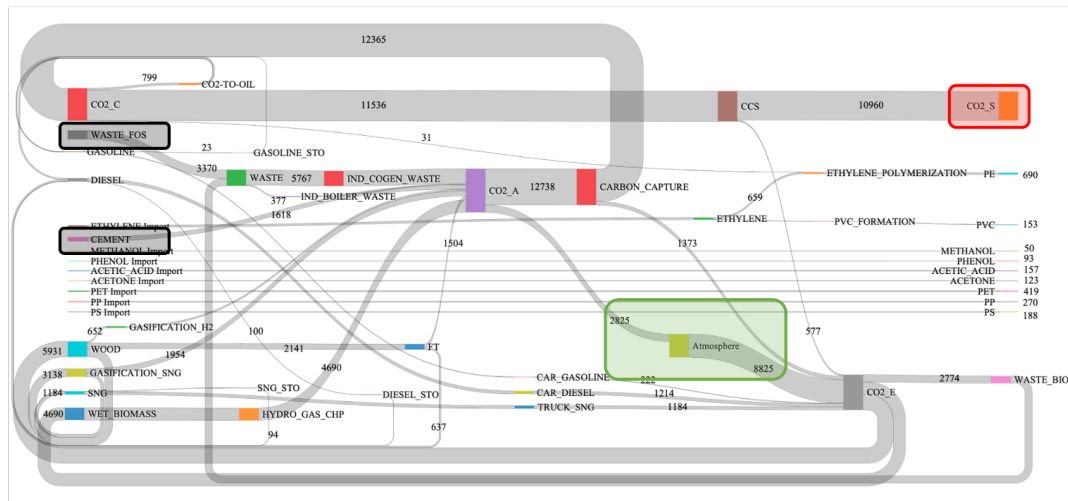 12365
799
CO2-TO-OIL
CO2_C
11536
CCS
10960
CO2_S
WASTE_FOS
31
23
GASOLINE
GASOLINE_STO
3370
WASTE
5767
IND_COGEN_WASTE
CO2_A
12738
CARBON_CAPTURE
ETHYLENE_POLYMERIZATION
PE
690
DIESEL
377
IND_BOILER_WASTE
659
1618
ETHYLENE
PVC_FORMATION
PVC
153
ETHYLENE Import
CEMENT
1504
1373
METHANOL Import
METHANOL
50
PHENOL Import
PHENOL
93
ACETIC_ACID Import
ACETIC_ACID
157
ACETONE Import
ACETONE
123
PET Import
PET
419
PP Import
PP
270
PS Import
PS
188
2825
GASIFICATION_H2
652
100
577
5931
WOOD
1954
2141
FT
Atmosphere
3138
GASIFICATION_SNG
4690
8825
CAR_GASOLINE
222
2774
WASTE_BIO
1184
SNG
SNG_STO
DIESEL_STO
CAR_DIESEL
1214
CO2_E
TRUCK_SNG
1184
4690
WET_BIOMASS
HYDRO_GAS_CHP
94
637